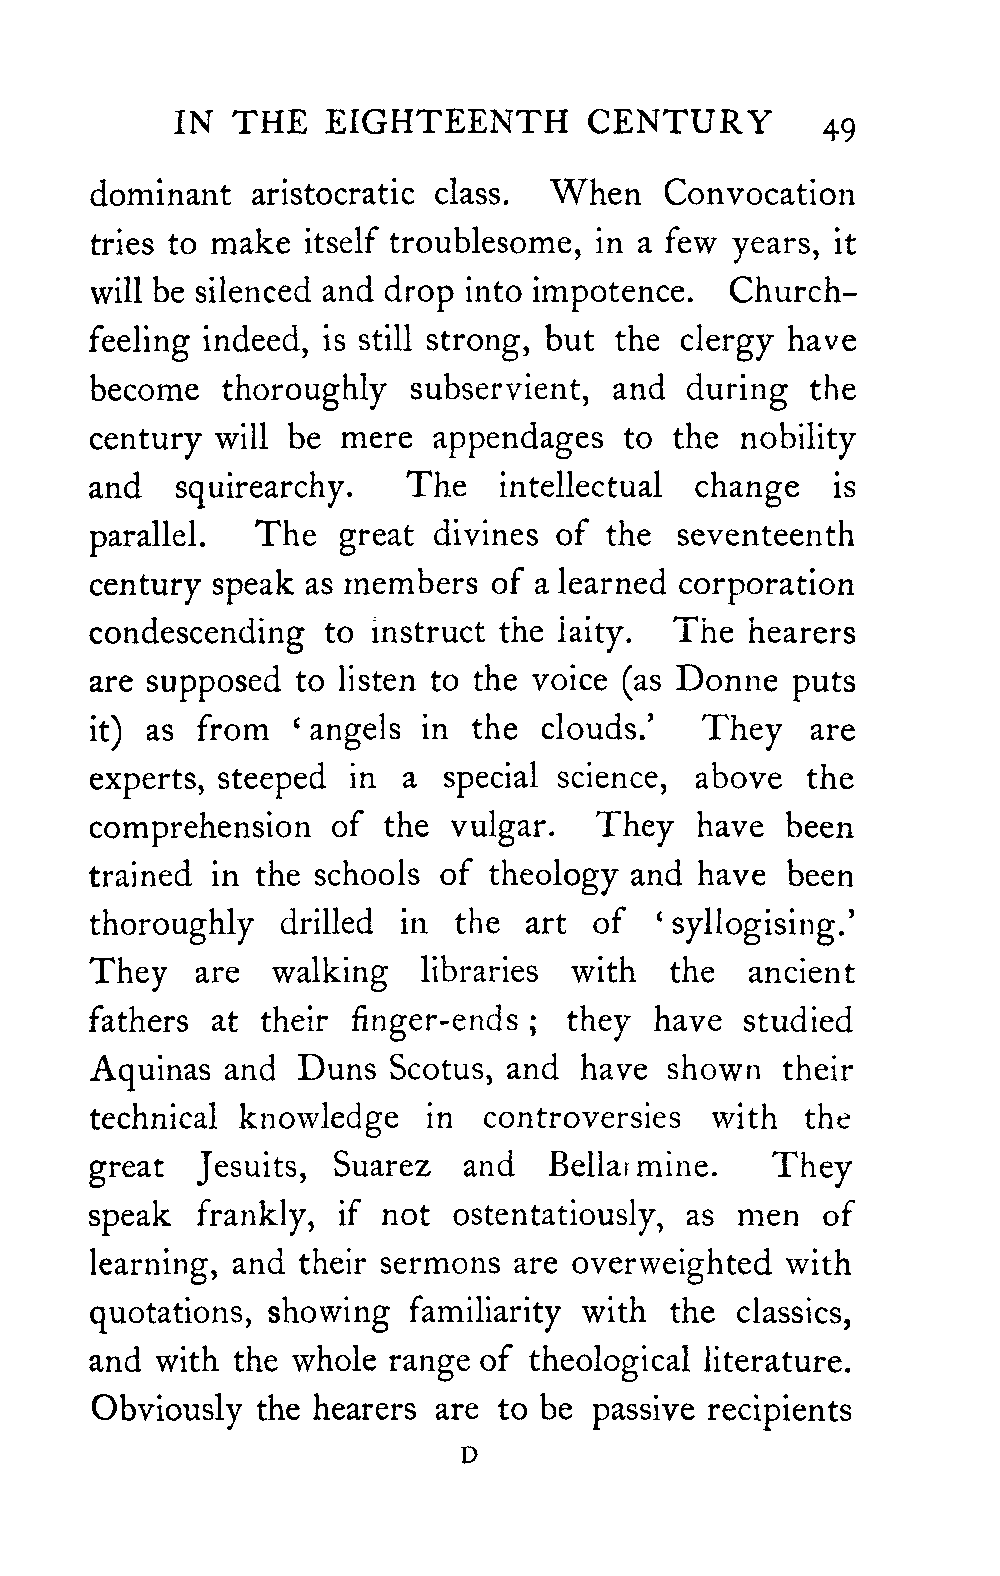 IN THE EIGHTEENTH CENTURY 49
dominant aristocratic class. When Convocation
tries to make itself troublesome, in a few years, it
will be silenced and drop into impotence. Church-
feeling indeed, is still strong, but the clergy have
become thoroughly subservient, and during the
century will be mere appendages to the nobility
and squirearchy. The intellectual change is
parallel. The great divines of the seventeenth
century speak as members of a learned corporation
condescending to instruct the laity. The hearers
are supposed to listen to the voice (as Donne puts
it) as from ‘angels in the clouds.’ They are
experts, steeped in a special science, above the
comprehension of the vulgar. They have been
trained in the schools of theology and have been
thoroughly drilled in the art of ‘syllogising.’
They are walking libraries with the ancient
fathers at their finger-ends; they have studied
Aquinas and Duns Scotus, and have shown their
technical knowledge in controversies with the
great Jesuits, Suarez and Bellarmine. They
speak frankly, if not ostentatiously, as men of
learning, and their sermons are overweighted with
quotations, showing familiarity with the classics,
and with the whole range of theological literature.
Obviously the hearers are to be passive recipients
D